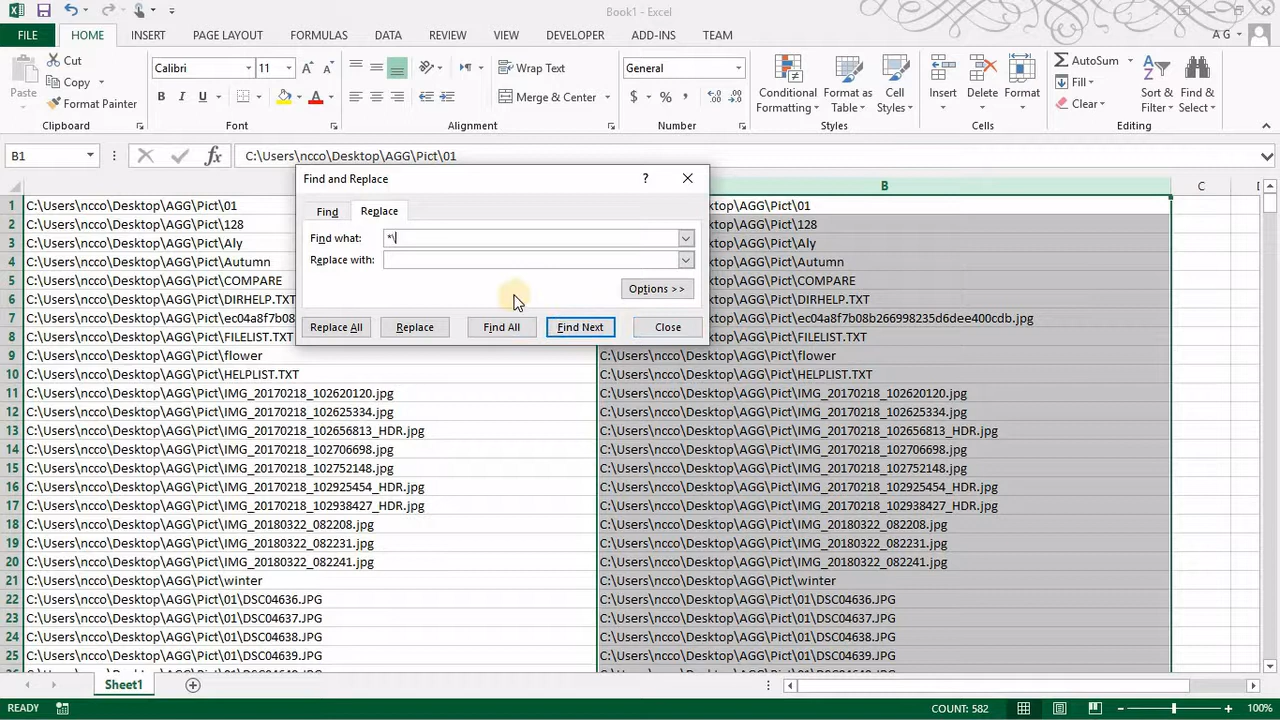 Book1 - Excel
FILE HOME INSERT PAGE LAYOUT FORMULAS DATA REVIEW VIEW DEVELOPER ADD-INS TEAM A G
Paste Cut Copy Format Painter
Calibri 11
B I U A
Wrap Text
Merge & Center
General
$ % ,
Conditional Formatting Format as Table Cell Styles
Insert Delete Format
AutoSum Fill Clear
Sort & Filter Find & Select
Clipboard Font Alignment Number Styles Cells Editing
B1 fx C:\Users\ncco\Desktop\AGG\Pict\01
Find and Replace ?
Find Replace
Find what: *\
Replace with:
Options >>
Replace All Replace Find All Find Next Close
B C
1 C:\Users\ncco\Desktop\AGG\Pict\01 Desktop\AGG\Pict\01
2 C:\Users\ncco\Desktop\AGG\Pict\128 Desktop\AGG\Pict\128
3 C:\Users\ncco\Desktop\AGG\Pict\Aly Desktop\AGG\Pict\Aly
4 C:\Users\ncco\Desktop\AGG\Pict\Autumn Desktop\AGG\Pict\Autumn
5 C:\Users\ncco\Desktop\AGG\Pict\COMPARE Desktop\AGG\Pict\COMPARE
6 C:\Users\ncco\Desktop\AGG\Pict\DIRHELP.TXT Desktop\AGG\Pict\DIRHELP.TXT
7 C:\Users\ncco\Desktop\AGG\Pict\ec04a8f7b08 Desktop\AGG\Pict\ec04a8f7b08b266998235d6dee400cdb.jpg
8 C:\Users\ncco\Desktop\AGG\Pict\FILELIST.TXT Desktop\AGG\Pict\FILELIST.TXT
9 C:\Users\ncco\Desktop\AGG\Pict\flower C:\Users\ncco\Desktop\AGG\Pict\flower
10 C:\Users\ncco\Desktop\AGG\Pict\HELPLIST.TXT C:\Users\ncco\Desktop\AGG\Pict\HELPLIST.TXT
11 C:\Users\ncco\Desktop\AGG\Pict\IMG_20170218_102620120.jpg C:\Users\ncco\Desktop\AGG\Pict\IMG_20170218_102620120.jpg
12 C:\Users\ncco\Desktop\AGG\Pict\IMG_20170218_102625334.jpg C:\Users\ncco\Desktop\AGG\Pict\IMG_20170218_102625334.jpg
13 C:\Users\ncco\Desktop\AGG\Pict\IMG_20170218_102656813_HDR.jpg C:\Users\ncco\Desktop\AGG\Pict\IMG_20170218_102656813_HDR.jpg
14 C:\Users\ncco\Desktop\AGG\Pict\IMG_20170218_102706698.jpg C:\Users\ncco\Desktop\AGG\Pict\IMG_20170218_102706698.jpg
15 C:\Users\ncco\Desktop\AGG\Pict\IMG_20170218_102752148.jpg C:\Users\ncco\Desktop\AGG\Pict\IMG_20170218_102752148.jpg
16 C:\Users\ncco\Desktop\AGG\Pict\IMG_20170218_102925454_HDR.jpg C:\Users\ncco\Desktop\AGG\Pict\IMG_20170218_102925454_HDR.jpg
17 C:\Users\ncco\Desktop\AGG\Pict\IMG_20170218_102938427_HDR.jpg C:\Users\ncco\Desktop\AGG\Pict\IMG_20170218_102938427_HDR.jpg
18 C:\Users\ncco\Desktop\AGG\Pict\IMG_20180322_082208.jpg C:\Users\ncco\Desktop\AGG\Pict\IMG_20180322_082208.jpg
19 C:\Users\ncco\Desktop\AGG\Pict\IMG_20180322_082231.jpg C:\Users\ncco\Desktop\AGG\Pict\IMG_20180322_082231.jpg
20 C:\Users\ncco\Desktop\AGG\Pict\IMG_20180322_082241.jpg C:\Users\ncco\Desktop\AGG\Pict\IMG_20180322_082241.jpg
21 C:\Users\ncco\Desktop\AGG\Pict\winter C:\Users\ncco\Desktop\AGG\Pict\winter
22 C:\Users\ncco\Desktop\AGG\Pict\01\DSC04636.JPG C:\Users\ncco\Desktop\AGG\Pict\01\DSC04636.JPG
23 C:\Users\ncco\Desktop\AGG\Pict\01\DSC04637.JPG C:\Users\ncco\Desktop\AGG\Pict\01\DSC04637.JPG
24 C:\Users\ncco\Desktop\AGG\Pict\01\DSC04638.JPG C:\Users\ncco\Desktop\AGG\Pict\01\DSC04638.JPG
25 C:\Users\ncco\Desktop\AGG\Pict\01\DSC04639.JPG C:\Users\ncco\Desktop\AGG\Pict\01\DSC04639.JPG
Sheet1
READY COUNT: 582 100%